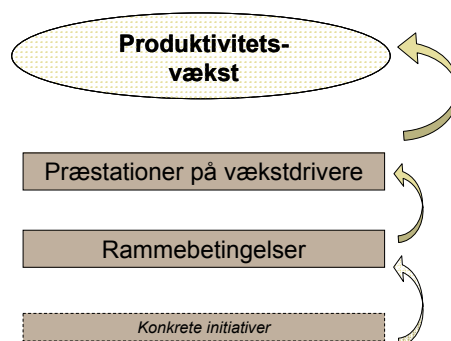 Produktivitets-
vækst
Præstationer på vækstdrivere
Rammebetingelser
Konkrete initiativer